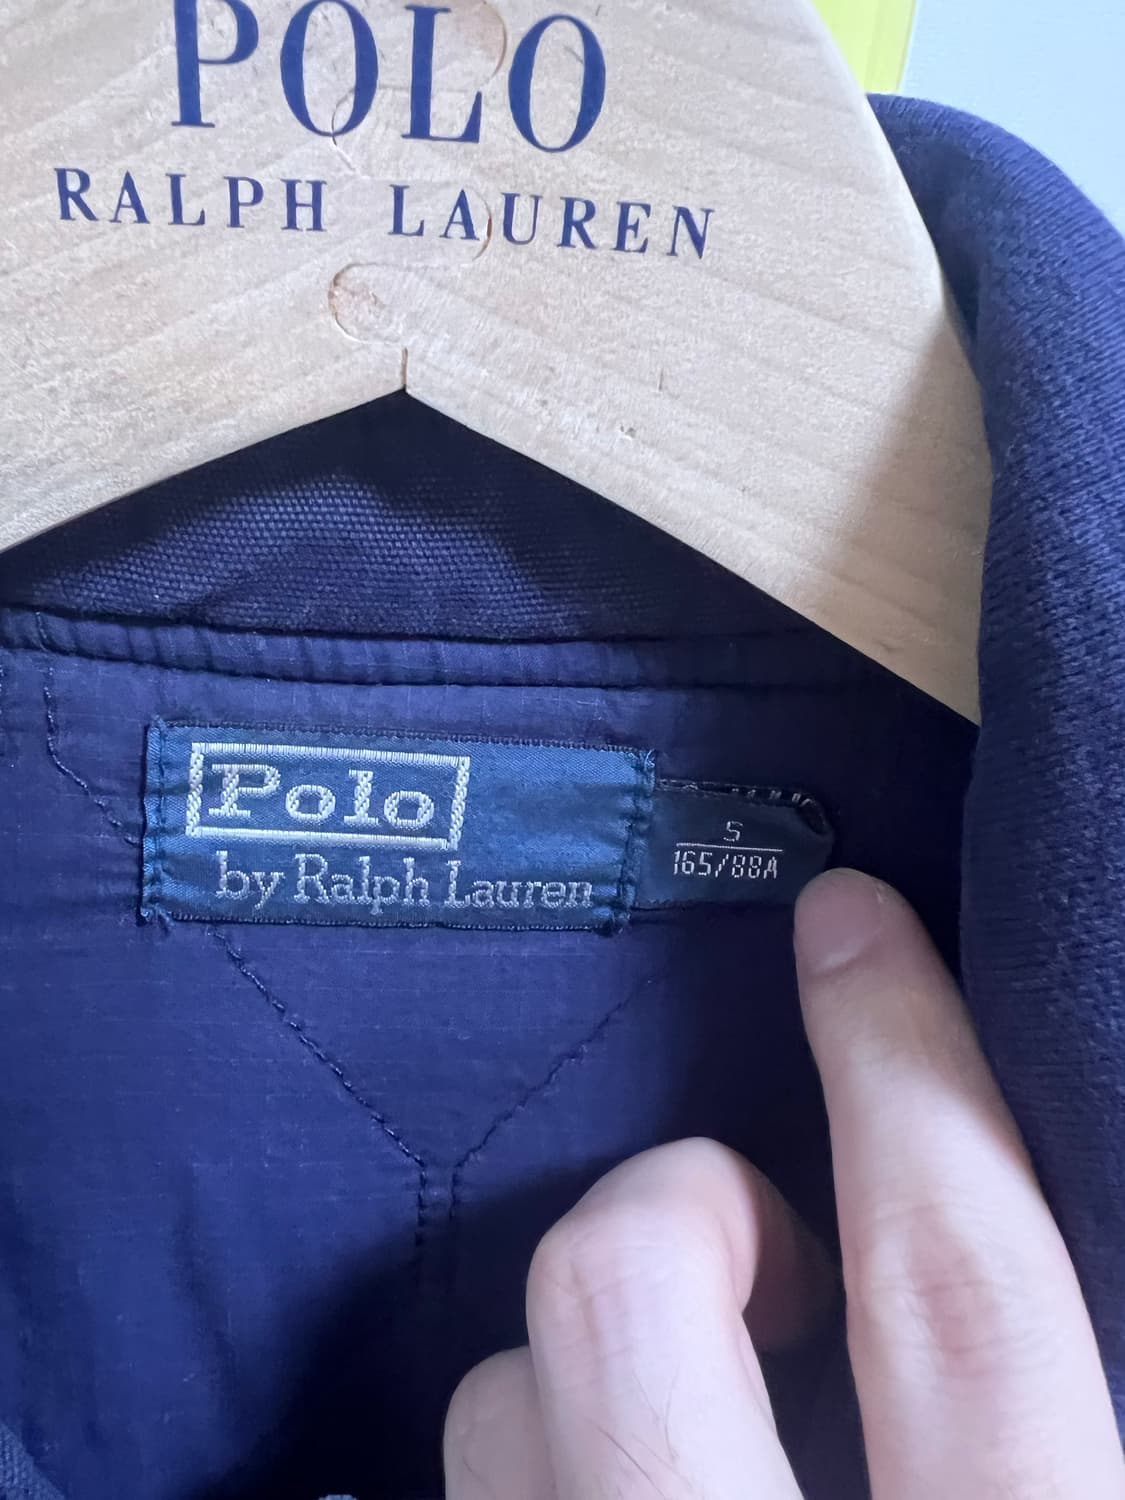 POLO
RALPH LAUREN
Polo
by Ralph Lauren
S
165/88A